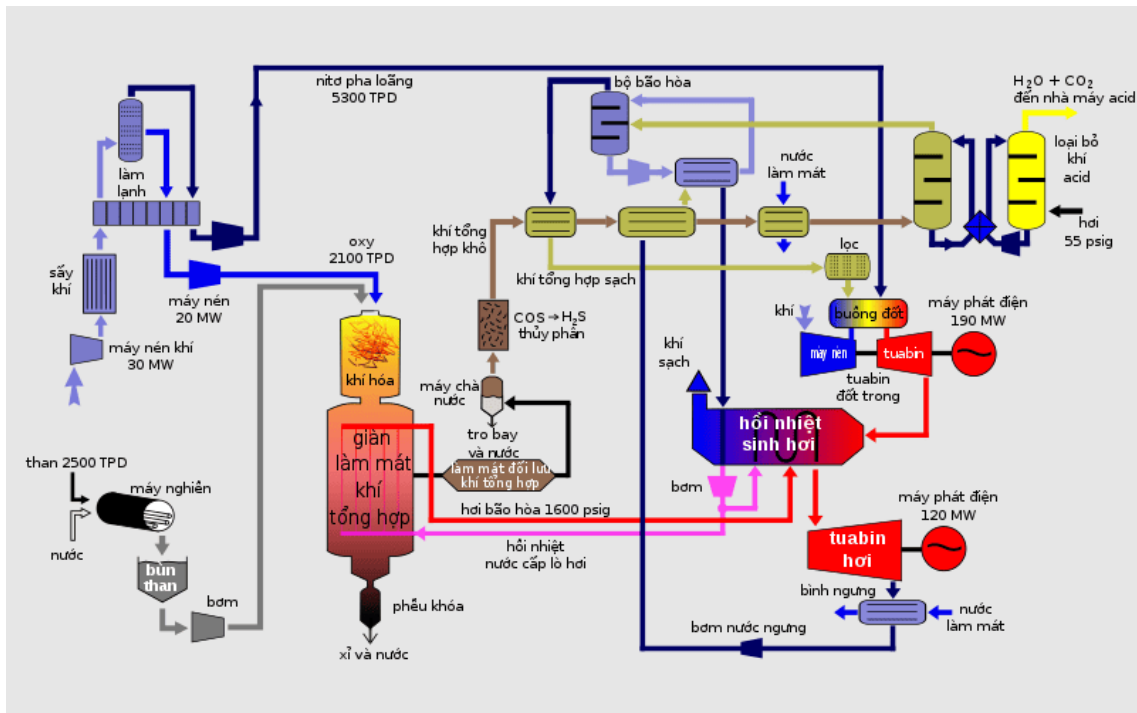 nitơ pha loãng
5300 TPD
bộ bão hòa
H₂O + CO₂
đến nhà máy acid
làm
lạnh
nước
làm mát
loại bỏ
khí
acid
hơi
55 psig
khí tổng
hợp khô
oxy
2100 TPD
lọc
khí tổng hợp sạch
sấy
khí
máy nén
20 MW
COS→H₂S
thủy phân
khí
buồng đốt
máy phát điện
190 MW
máy nén
tuabin
máy nén khí
30 MW
khí
sạch
tuabin
đốt trong
khí hóa
máy chà
nước
tro bay
và nước
hồi nhiệt
sinh hơi
giàn
làm mát
khí
tổng hợp
làm mát đối lưu
khí tổng hợp
than 2500 TPD
máy nghiền
bơm
máy phát điện
120 MW
hơi bão hòa 1600 psig
nước
hồi nhiệt
nước cấp lò hơi
tuabin
hơi
bùn
than
bình ngưng
bơm
phễu khóa
nước
làm mát
bơm nước ngưng
xỉ và nước